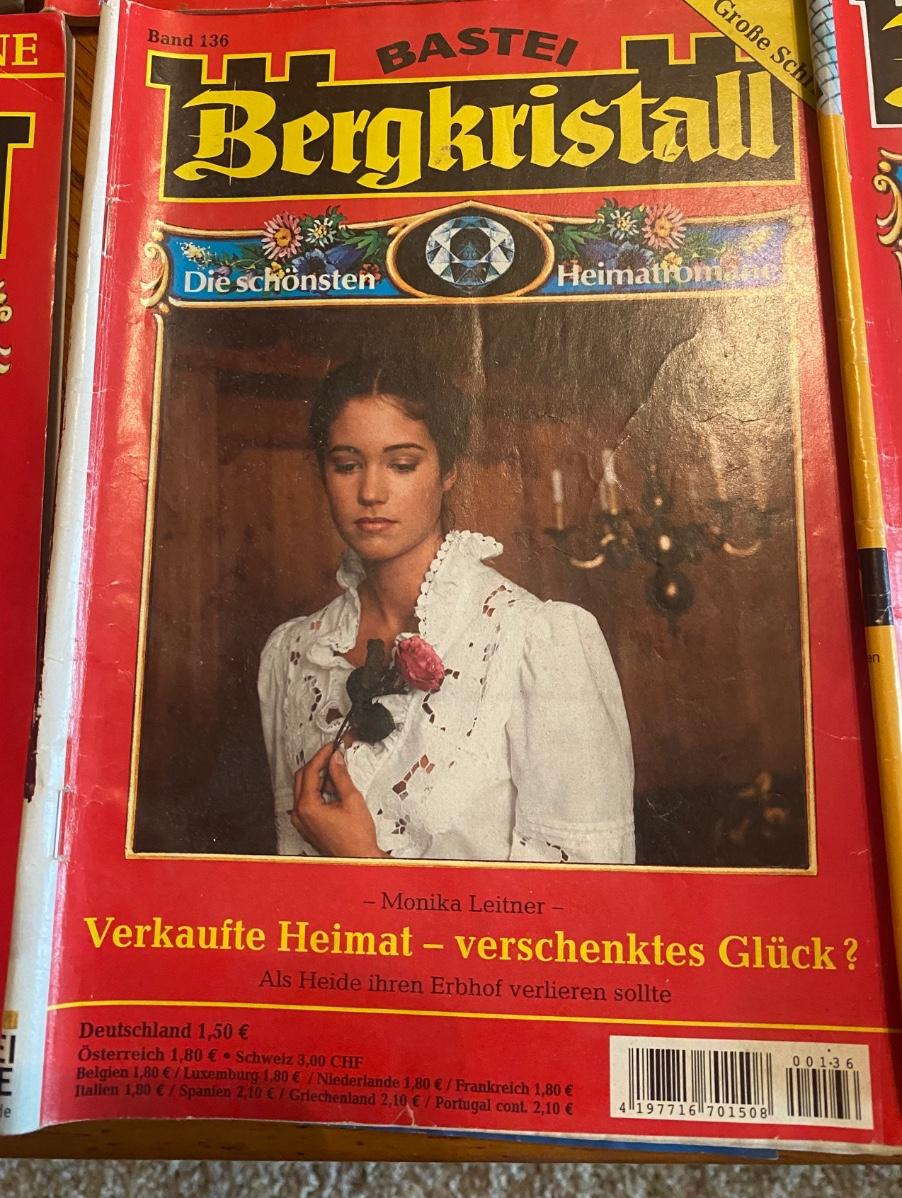 Band 136
BASTEI
Große
Bergkristall
Die schönsten Heimatromane
– Monika Leitner –
Verkaufte Heimat – verschenktes Glück?
Als Heide ihren Erbhof verlieren sollte
Deutschland 1,50 €
Österreich 1,80 € • Schweiz 3,00 CHF
Belgien 1,80 € / Luxemburg 1,80 € / Niederlande 1,80 € / Frankreich 1,80 €
Italien 1,80 € / Spanien 2,10 € / Griechenland 2,10 € / Portugal cont. 2,10 €
00136
4 197716 701508